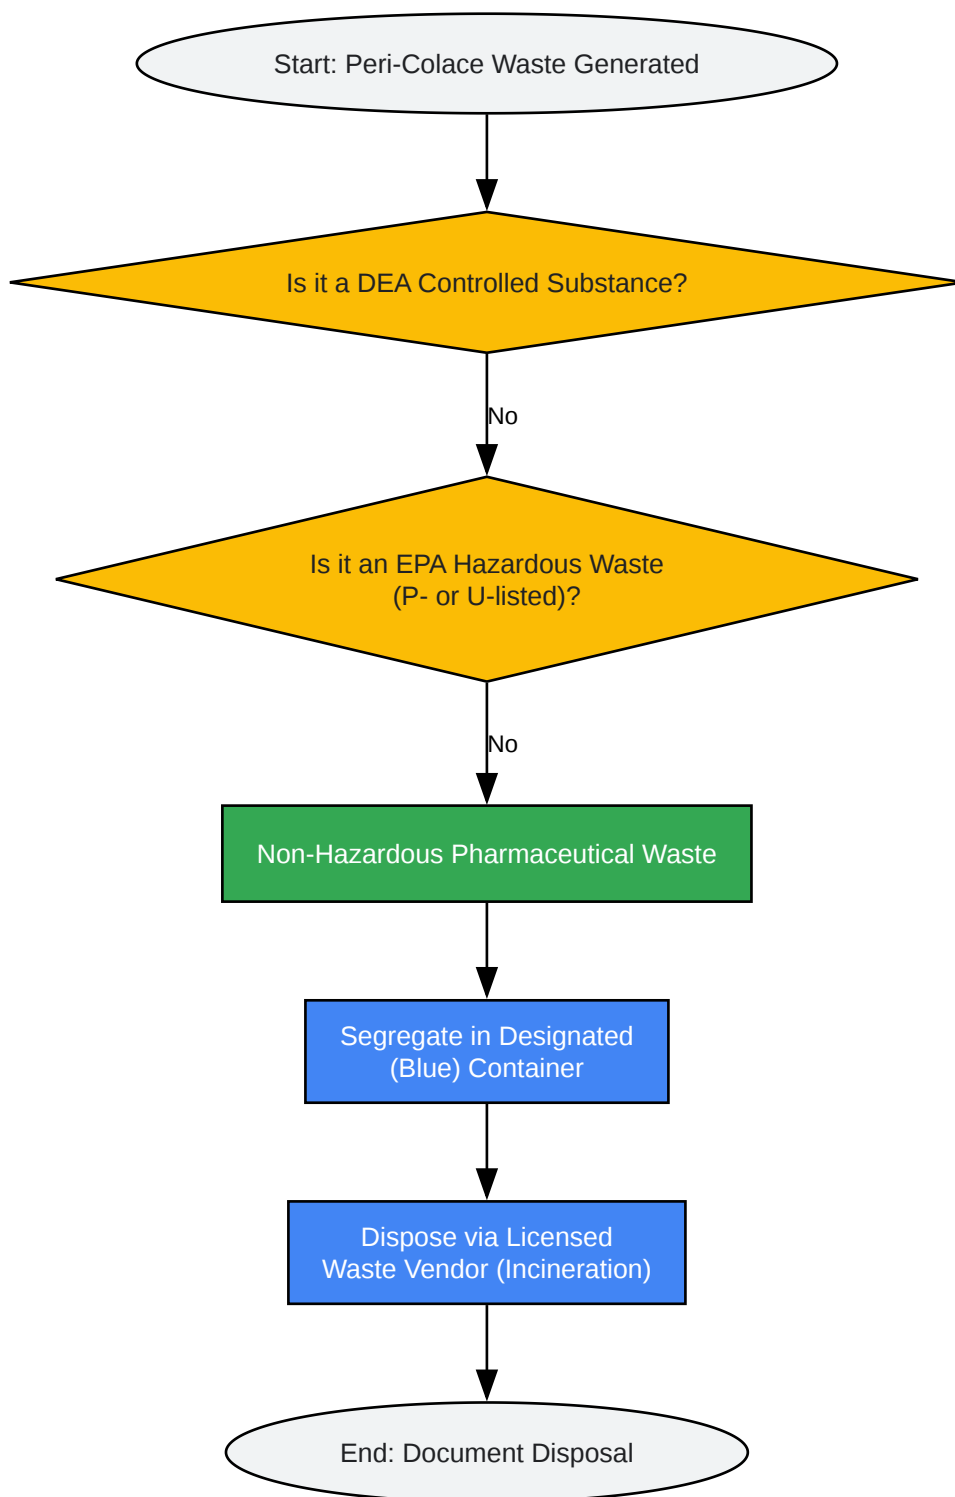 Start: Peri-Colace Waste Generated
Is it a DEA Controlled Substance?
No
Is it an EPA Hazardous Waste
(P- or U-listed)?
No
Non-Hazardous Pharmaceutical Waste
Segregate in Designated
(Blue) Container
Dispose via Licensed
Waste Vendor (Incineration)
End: Document Disposal